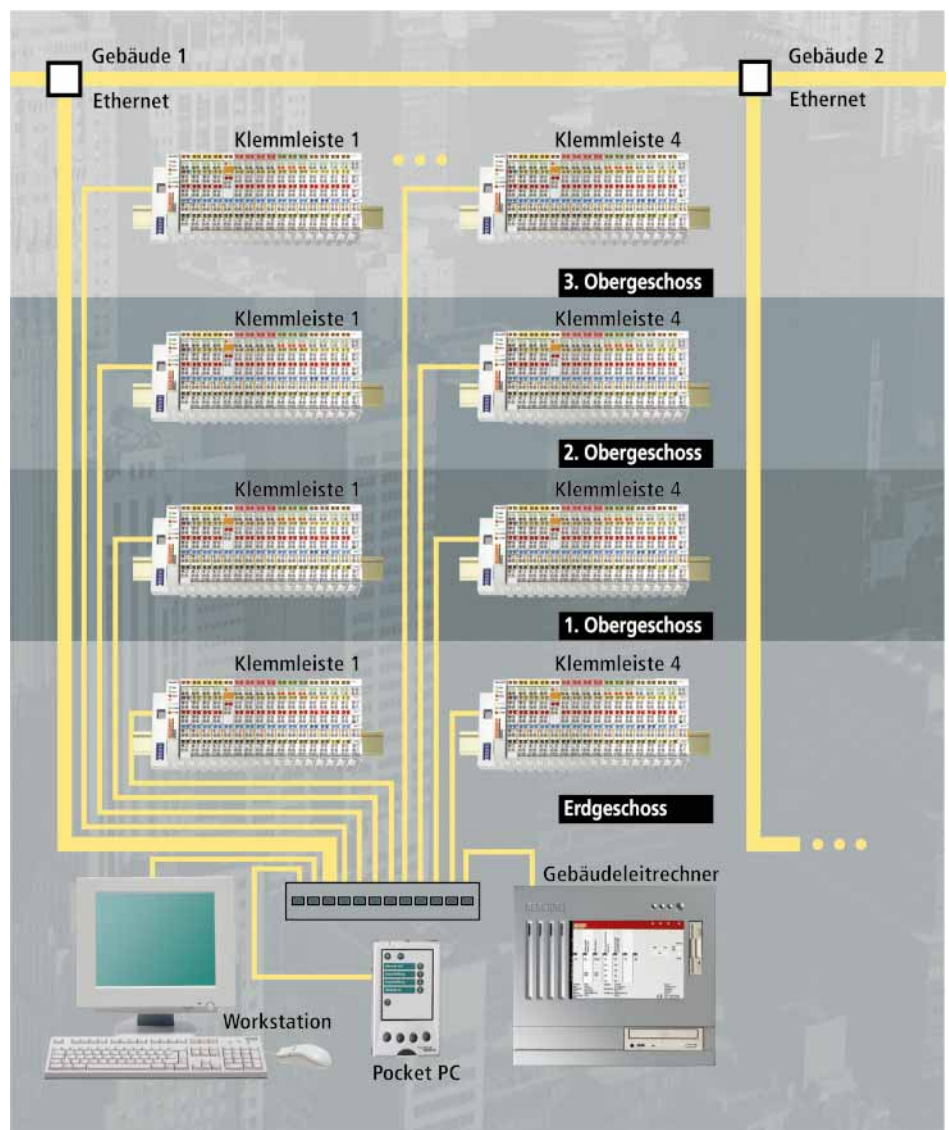 Gebäude 1
Ethernet
Gebäude 2
Ethernet
Klemmleiste 1
Klemmleiste 4
3. Obergeschoss
Klemmleiste 1
Klemmleiste 4
2. Obergeschoss
Klemmleiste 1
Klemmleiste 4
1. Obergeschoss
Klemmleiste 1
Klemmleiste 4
Erdgeschoss
Gebäudeleitrechner
Workstation
Pocket PC